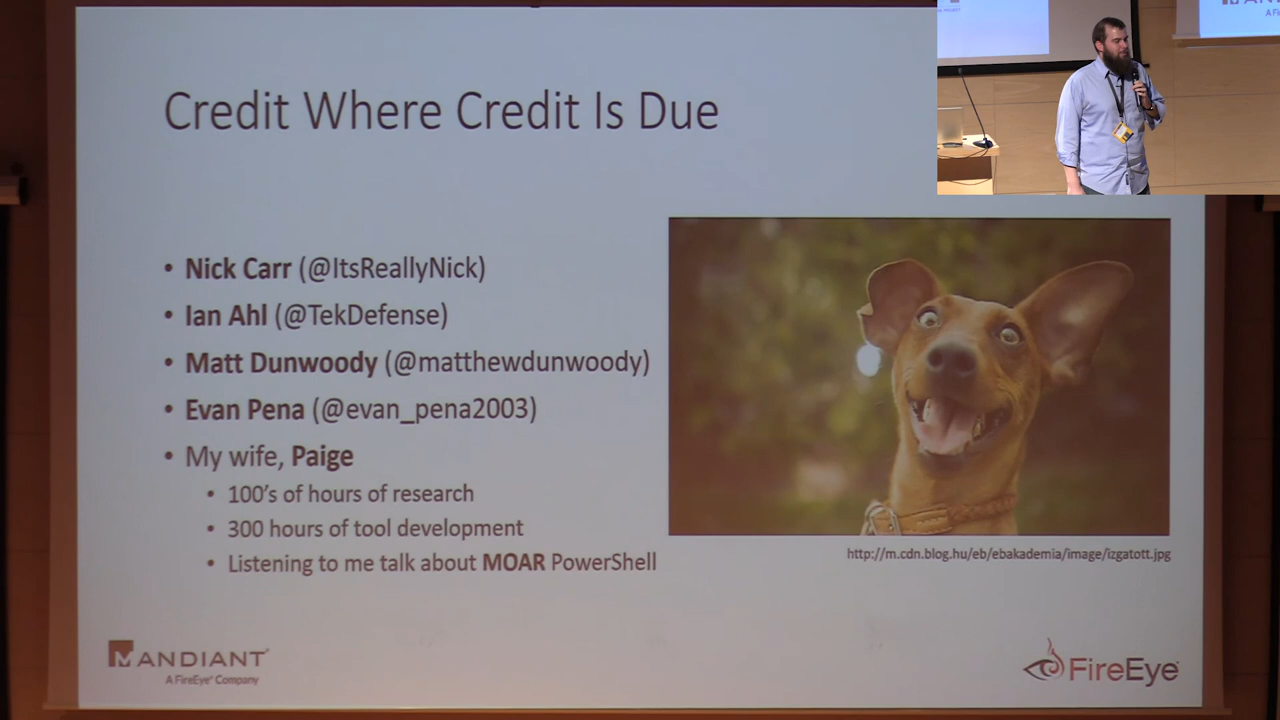 Credit Where Credit Is Due
• Nick Carr (@ItsReallyNick)
• Ian Ahl (@TekDefense)
• Matt Dunwoody (@matthewdunwoody)
• Evan Pena (@evan_pena2003)
• My wife, Paige
• 100's of hours of research
• 300 hours of tool development
• Listening to me talk about MOAR PowerShell
http://m.cdn.blog.hu/eb/ebakademia/image/izgatott.jpg
MANDIANT
A FireEye® Company
FireEye